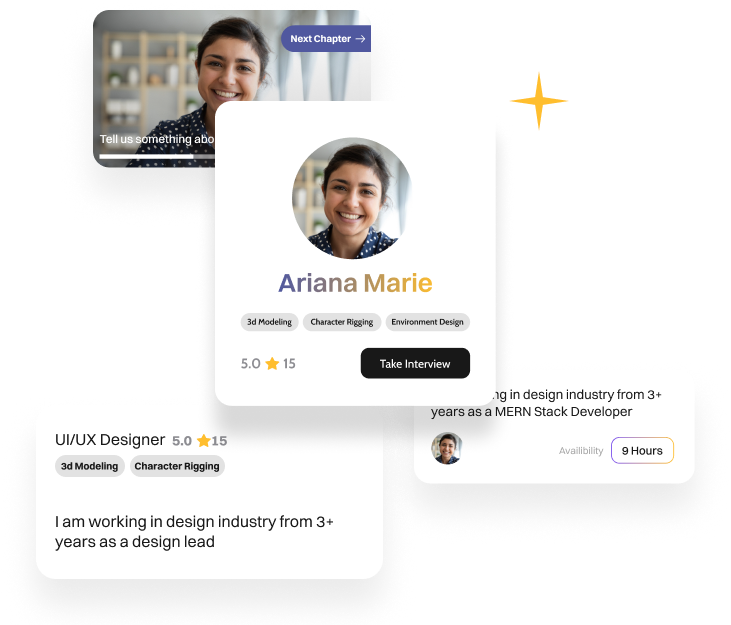 Next Chapter →
Tell us something abo
Ariana Marie
3d Modeling Character Rigging Environment Design
5.0 15 Take Interview
ng in design industry from 3+
years as a MERN Stack Developer
Availibility 9 Hours
UI/UX Designer 5.0 15
3d Modeling Character Rigging
I am working in design industry from 3+
years as a design lead